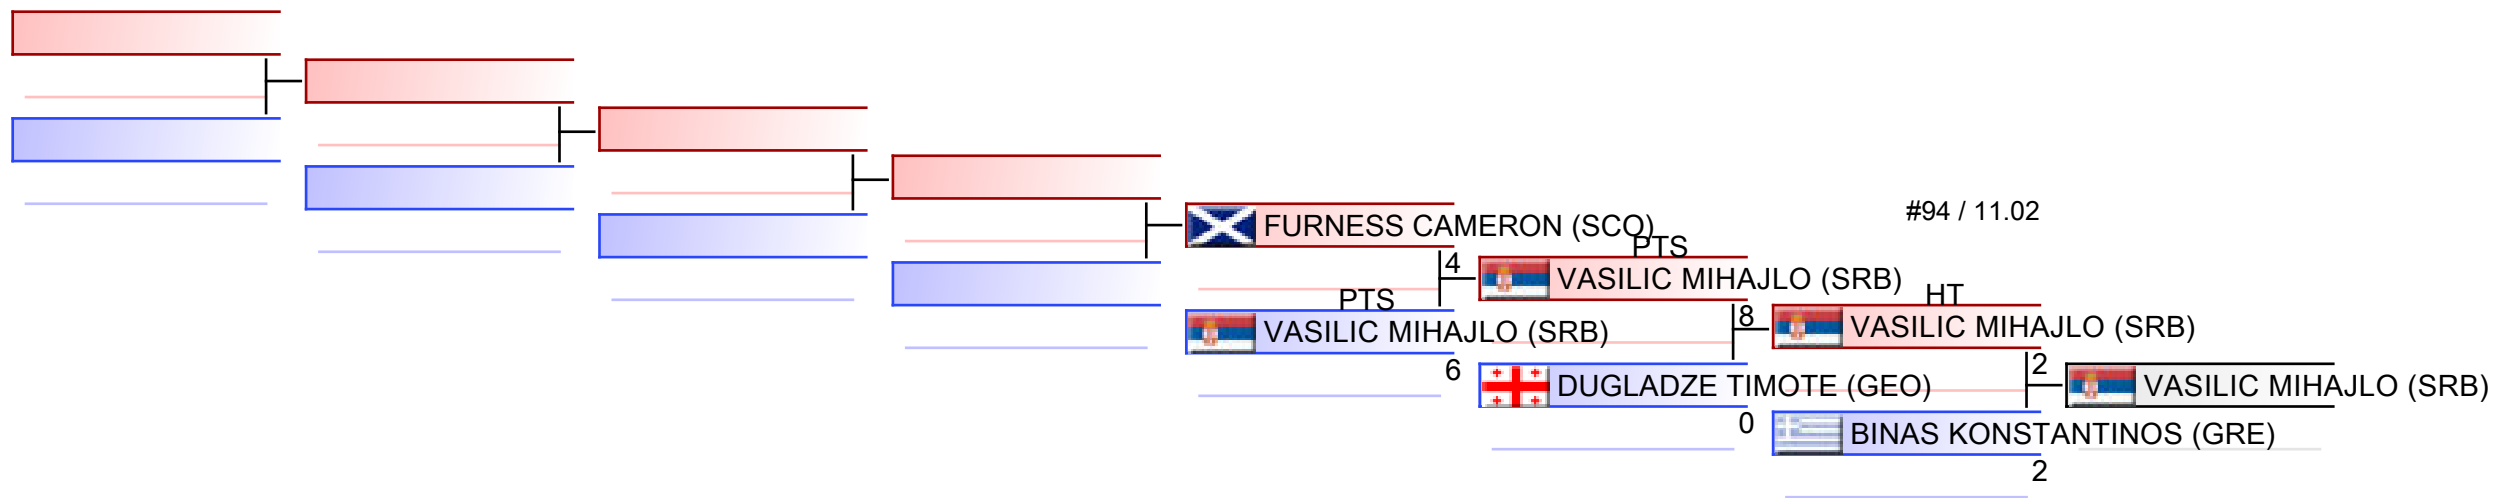 #94 / 11.02
FURNESS CAMERON (SCO)
PTS
4
VASILIC MIHAJLO (SRB)
PTS
HT
8
VASILIC MIHAJLO (SRB)
VASILIC MIHAJLO (SRB)
6
2
DUGLADZE TIMOTE (GEO)
VASILIC MIHAJLO (SRB)
0
BINAS KONSTANTINOS (GRE)
2